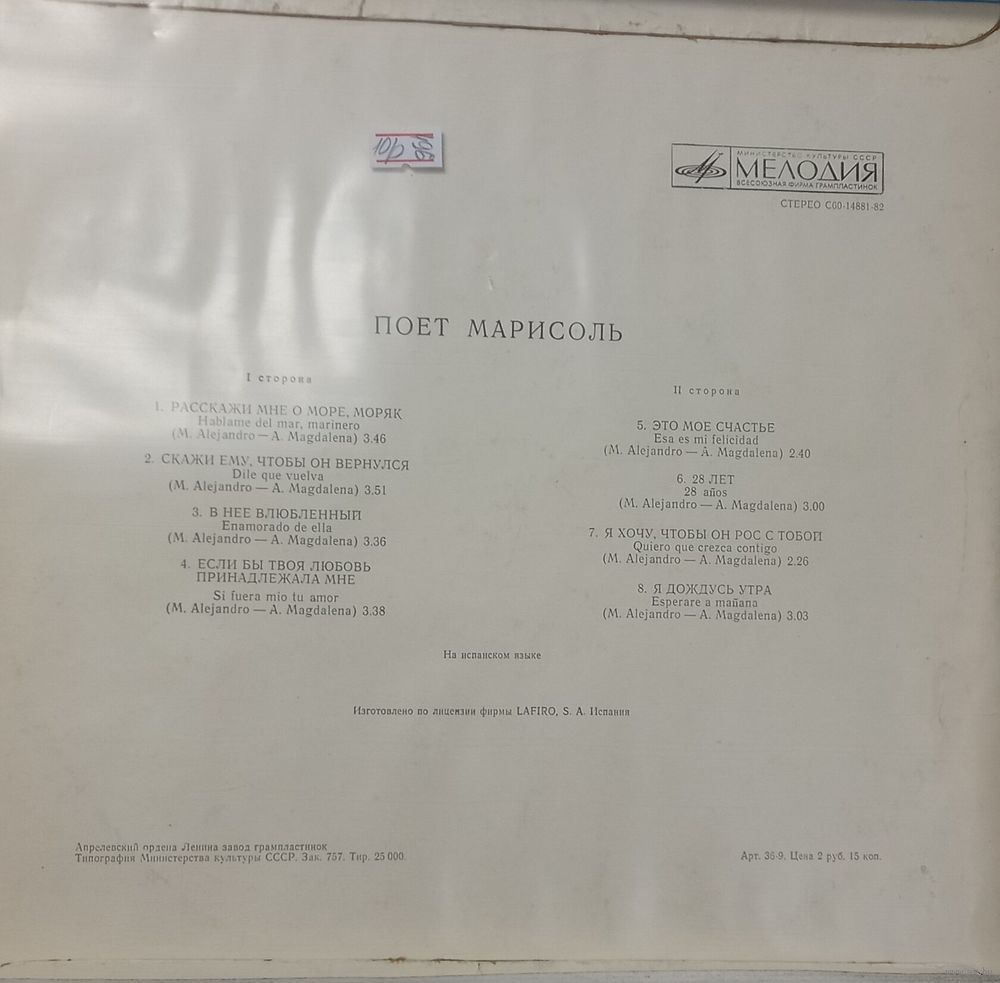 10р
МИНИСТЕРСТВО КУЛЬТУРЫ СССР
МЕЛОДИЯ
ВСЕСОЮЗНАЯ ФИРМА ГРАМПЛАСТИНОК
СТЕРЕО С60-14881-82
ПОЕТ МАРИСОЛЬ
I сторона
1. РАССКАЖИ МНЕ О МОРЕ, МОРЯК
Hablame del mar, marinero
(M. Alejandro — A. Magdalena) 3.46
2. СКАЖИ ЕМУ, ЧТОБЫ ОН ВЕРНУЛСЯ
Dile que vuelva
(M. Alejandro — A. Magdalena) 3.51
3. В НЕЕ ВЛЮБЛЕННЫЙ
Enamorado de ella
(M. Alejandro — A. Magdalena) 3.36
4. ЕСЛИ БЫ ТВОЯ ЛЮБОВЬ
ПРИНАДЛЕЖАЛА МНЕ
Si fuera mio tu amor
(M. Alejandro — A. Magdalena) 3.38
II сторона
5. ЭТО МОЕ СЧАСТЬЕ
Esa es mi felicidad
(M. Alejandro — A. Magdalena) 2.40
6. 28 ЛЕТ
28 años
(M. Alejandro — A. Magdalena) 3.00
7. Я ХОЧУ, ЧТОБЫ ОН РОС С ТОБОЙ
Quiero que crezca contigo
(M. Alejandro — A. Magdalena) 2.26
8. Я ДОЖДУСЬ УТРА
Esperare a mañana
(M. Alejandro — A. Magdalena) 3.03
На испанском языке
Изготовлено по лицензии фирмы LAFIRO, S. A. Испания
Апрелевский ордена Ленина завод грампластинок
Типография Министерства культуры СССР. Зак. 757. Тир. 25 000.
Арт. 36-9. Цена 2 руб. 15 коп.